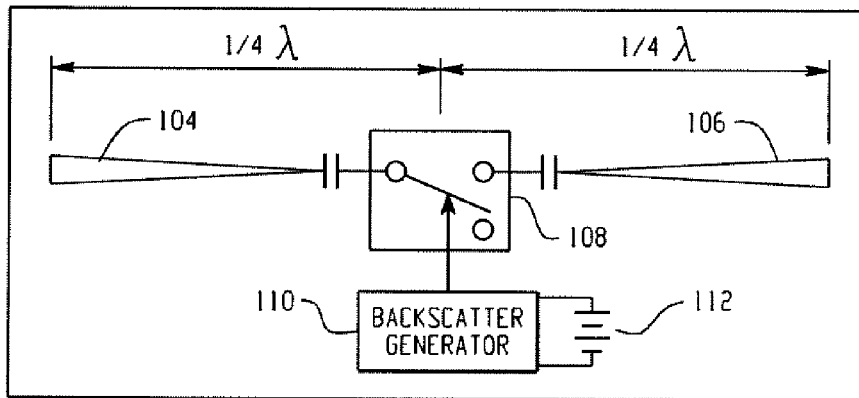 1/4 λ 1/4 λ
104 106
108
110 BACKSCATTER GENERATOR 112